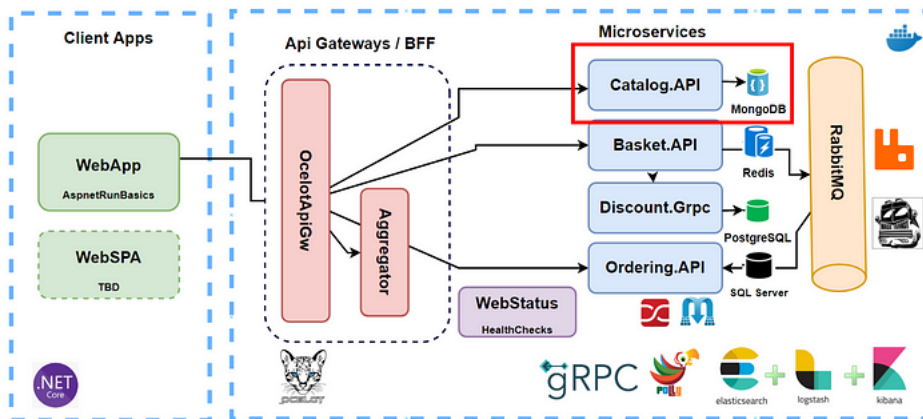 Client Apps
WebApp
AspnetRunBasics
WebSPA
TBD
.NET
Core
Api Gateways / BFF
OcelotApiGw
Aggregator
OCELOT
WebStatus
HealthChecks
Microservices
Catalog.API
MongoDB
Basket.API
Redis
Discount.Grpc
PostgreSQL
Ordering.API
SQL Server
RabbitMQ
gRPC
POLLY
elasticsearch
+
logstash
+
kibana